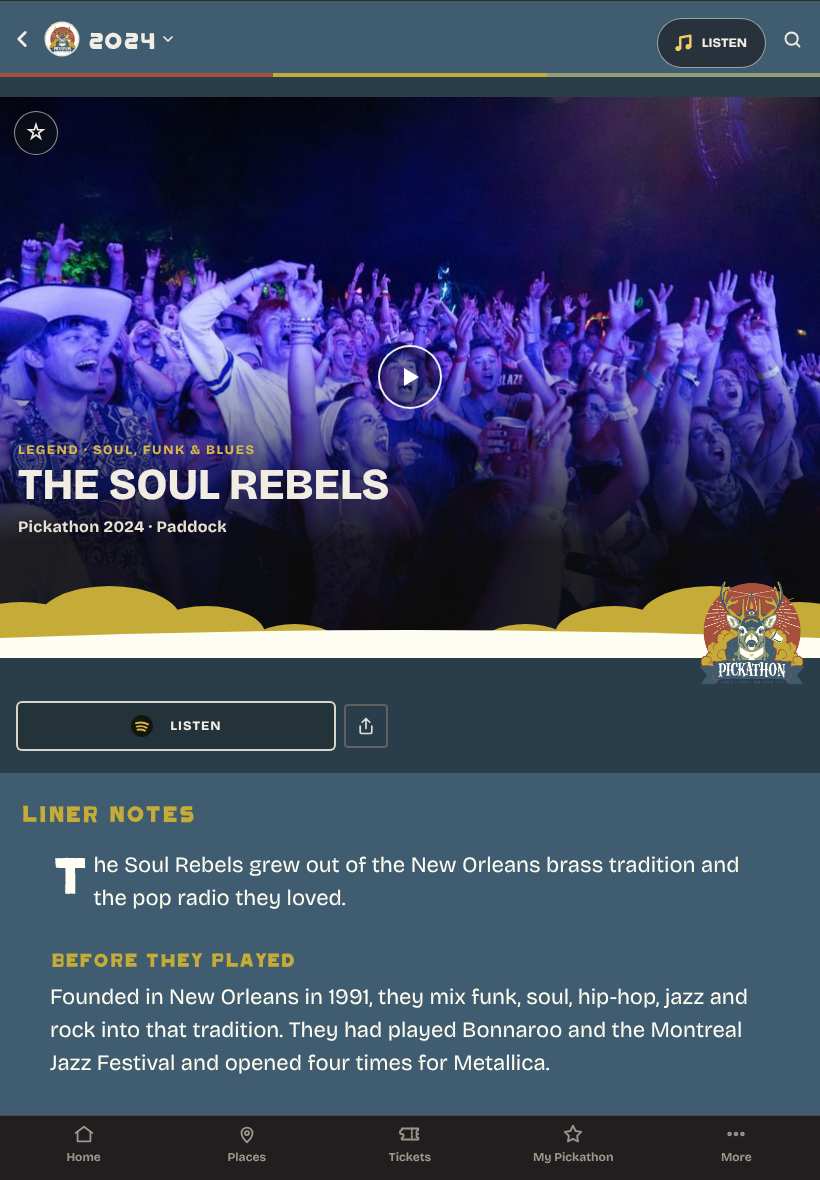 2024
LISTEN
BLAZE
LEGEND · SOUL, FUNK & BLUES
THE SOUL REBELS
Pickathon 2024 · Paddock
PICKATHON
LISTEN
LINER NOTES
The Soul Rebels grew out of the New Orleans brass tradition and
the pop radio they loved.
BEFORE THEY PLAYED
Founded in New Orleans in 1991, they mix funk, soul, hip-hop, jazz and
rock into that tradition. They had played Bonnaroo and the Montreal
Jazz Festival and opened four times for Metallica.
Home
Places
Tickets
My Pickathon
More